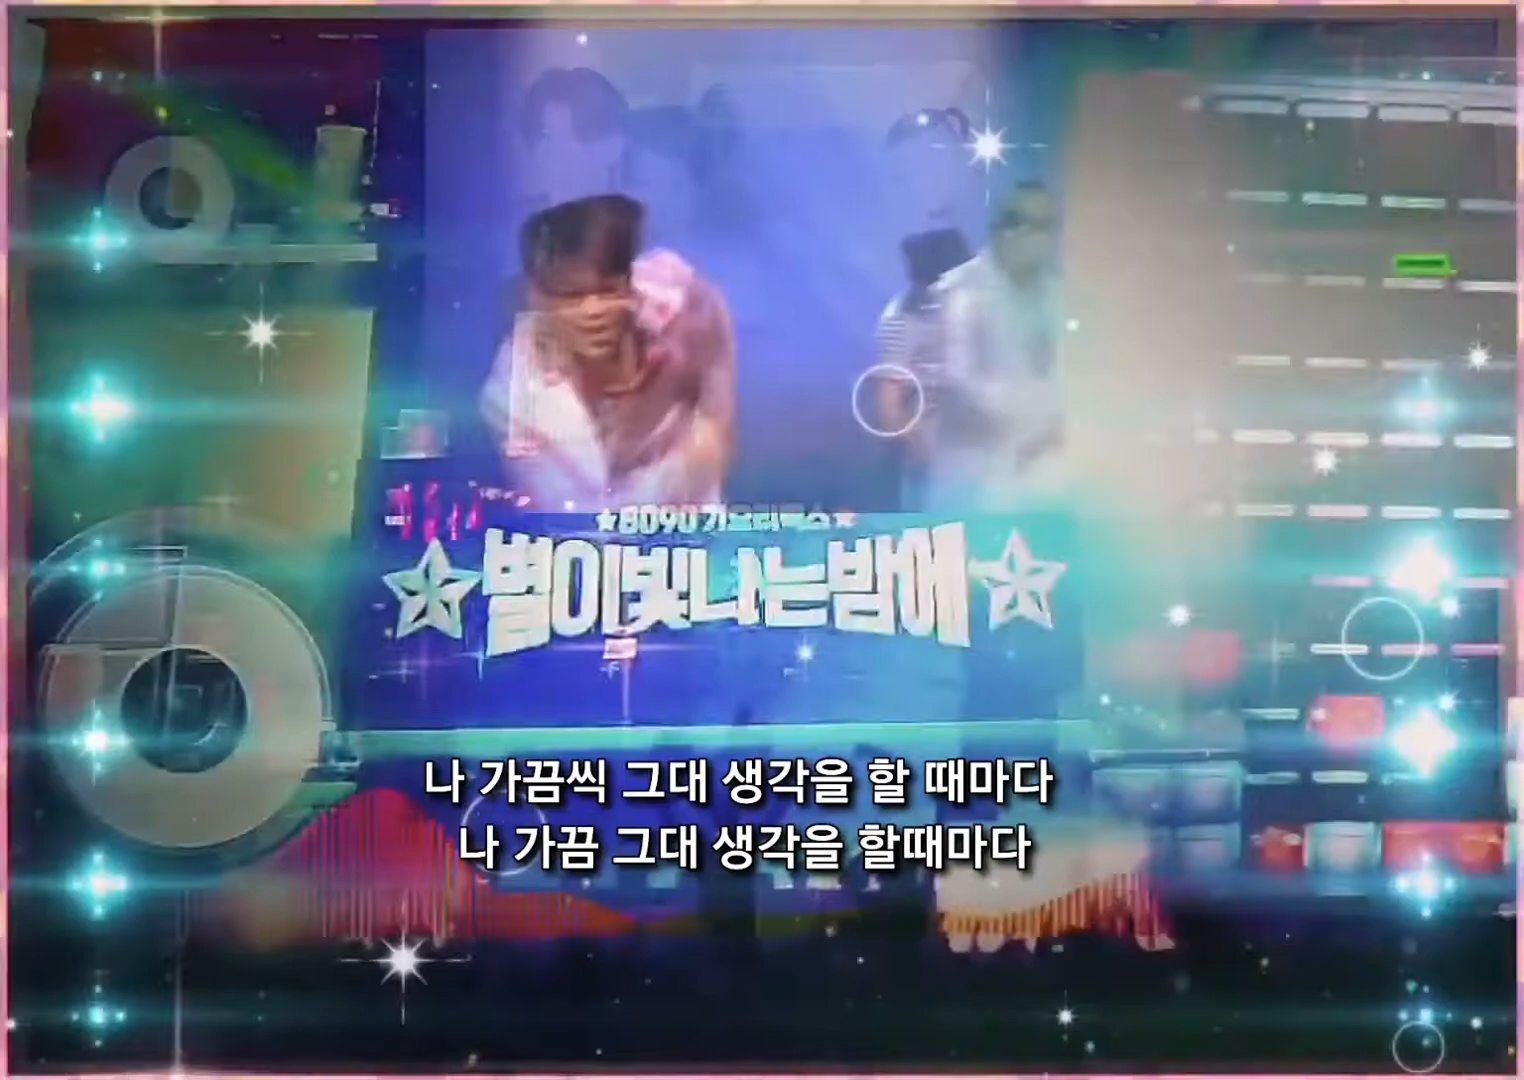 ★8090 가요리믹스★
별이빛나는밤에
나 가끔씩 그대 생각을 할 때마다
나 가끔 그대 생각을 할때마다